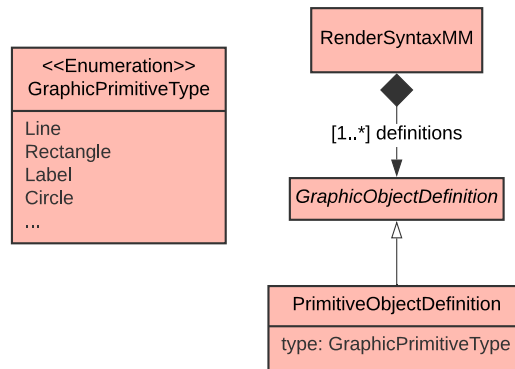 <<Enumeration>>
GraphicPrimitiveType
Line
Rectangle
Label
Circle
...
RenderSyntaxMM
[1..*] definitions
GraphicObjectDefinition
PrimitiveObjectDefinition
type: GraphicPrimitiveType